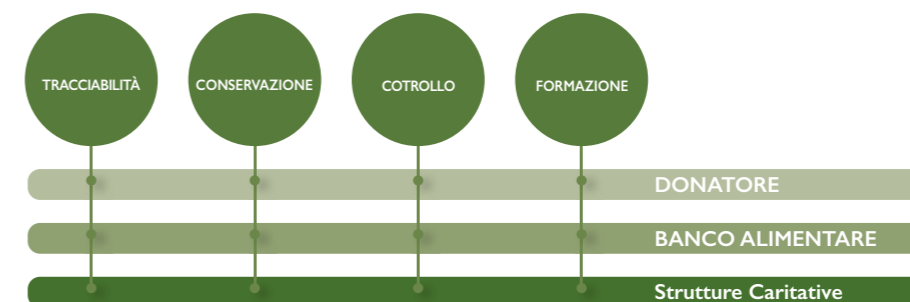 TRACCIABILITÀ
CONSERVAZIONE
COTROLLO
FORMAZIONE
DONATORE
BANCO ALIMENTARE
Strutture Caritative